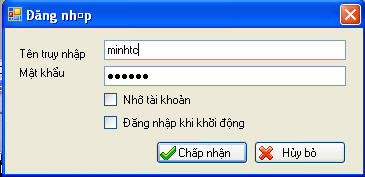 Đăng nhập
Tên truy nhập minhtc
Mật khẩu ●●●●●●
Nhớ tài khoản
Đăng nhập khi khởi động
Chấp nhận Hủy bỏ